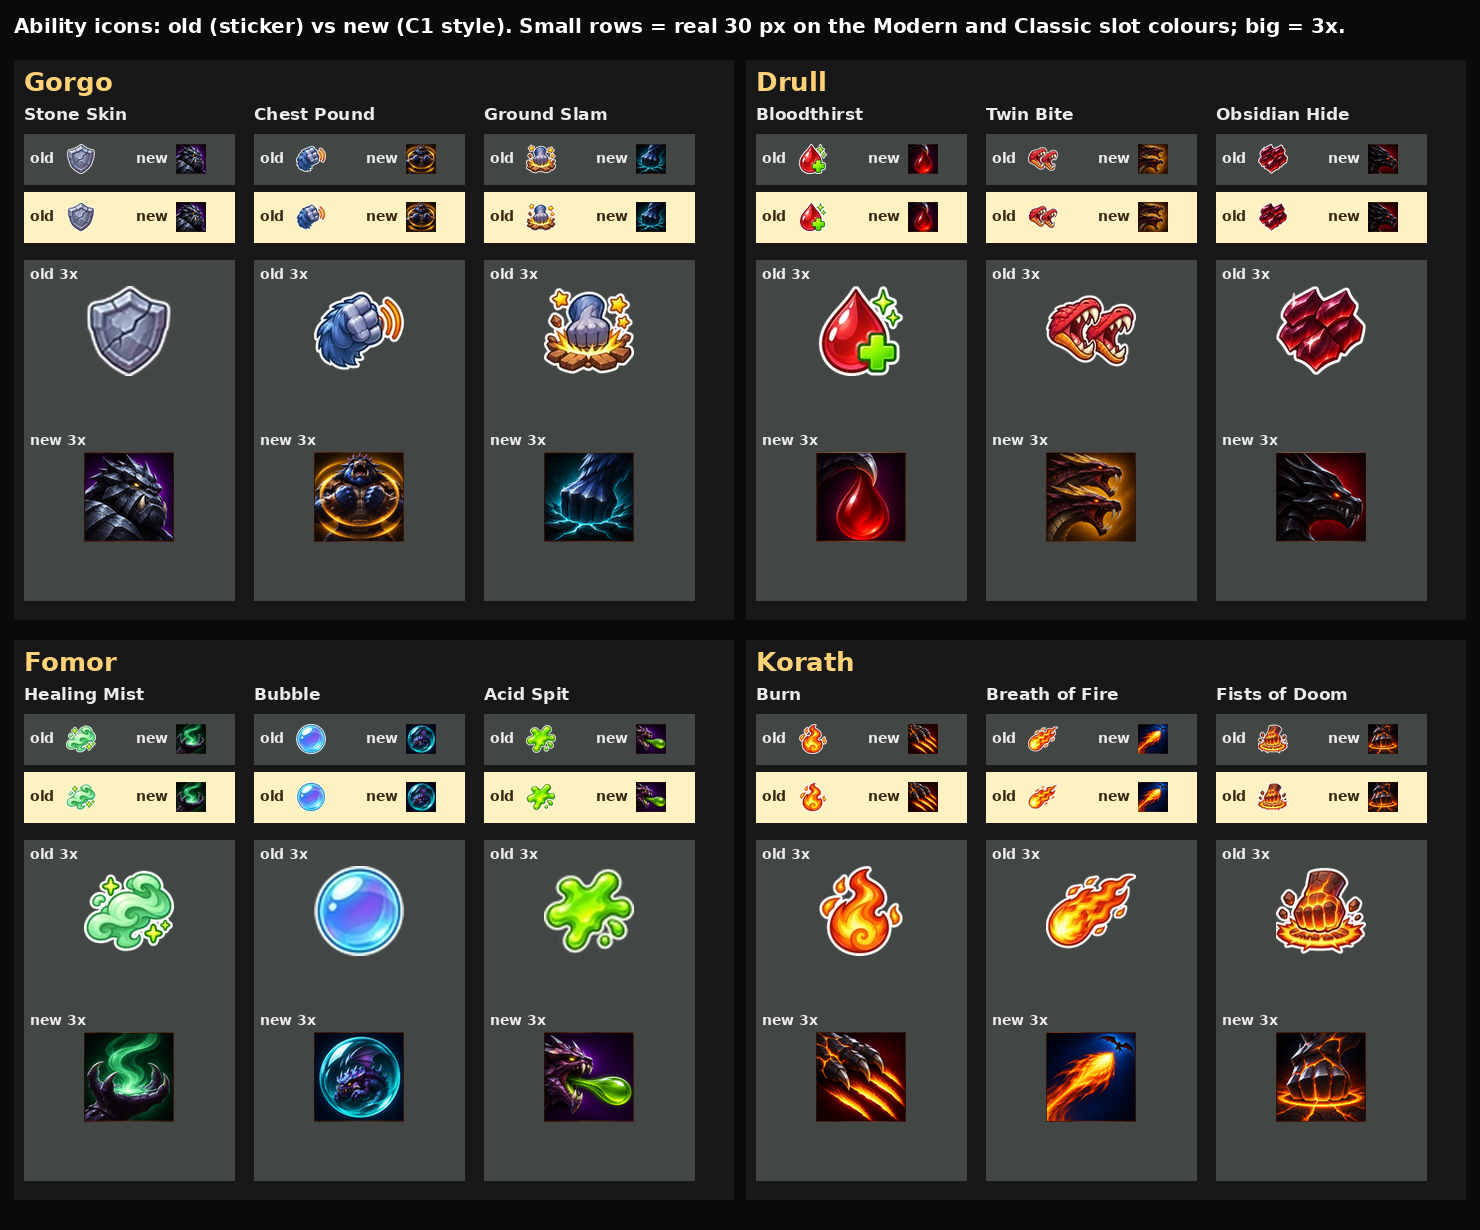 Ability icons: old (sticker) vs new (C1 style). Small rows = real 30 px on the Modern and Classic slot colours; big = 3x.
Gorgo
Stone Skin Chest Pound Ground Slam
old new old new old new
old new old new old new
old 3x old 3x old 3x
new 3x new 3x new 3x
Drull
Bloodthirst Twin Bite Obsidian Hide
old new old new old new
old new old new old new
old 3x old 3x old 3x
new 3x new 3x new 3x
Fomor
Healing Mist Bubble Acid Spit
old new old new old new
old new old new old new
old 3x old 3x old 3x
new 3x new 3x new 3x
Korath
Burn Breath of Fire Fists of Doom
old new old new old new
old new old new old new
old 3x old 3x old 3x
new 3x new 3x new 3x